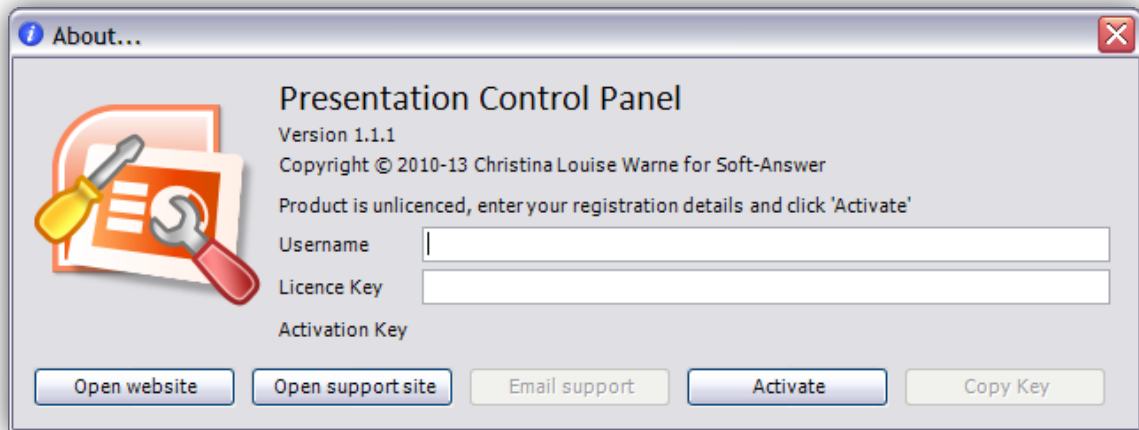 About...
Presentation Control Panel
Version 1.1.1
Copyright © 2010-13 Christina Louise Warne for Soft-Answer
Product is unlicenced, enter your registration details and click 'Activate'
Username
Licence Key
Activation Key
Open website Open support site Email support Activate Copy Key